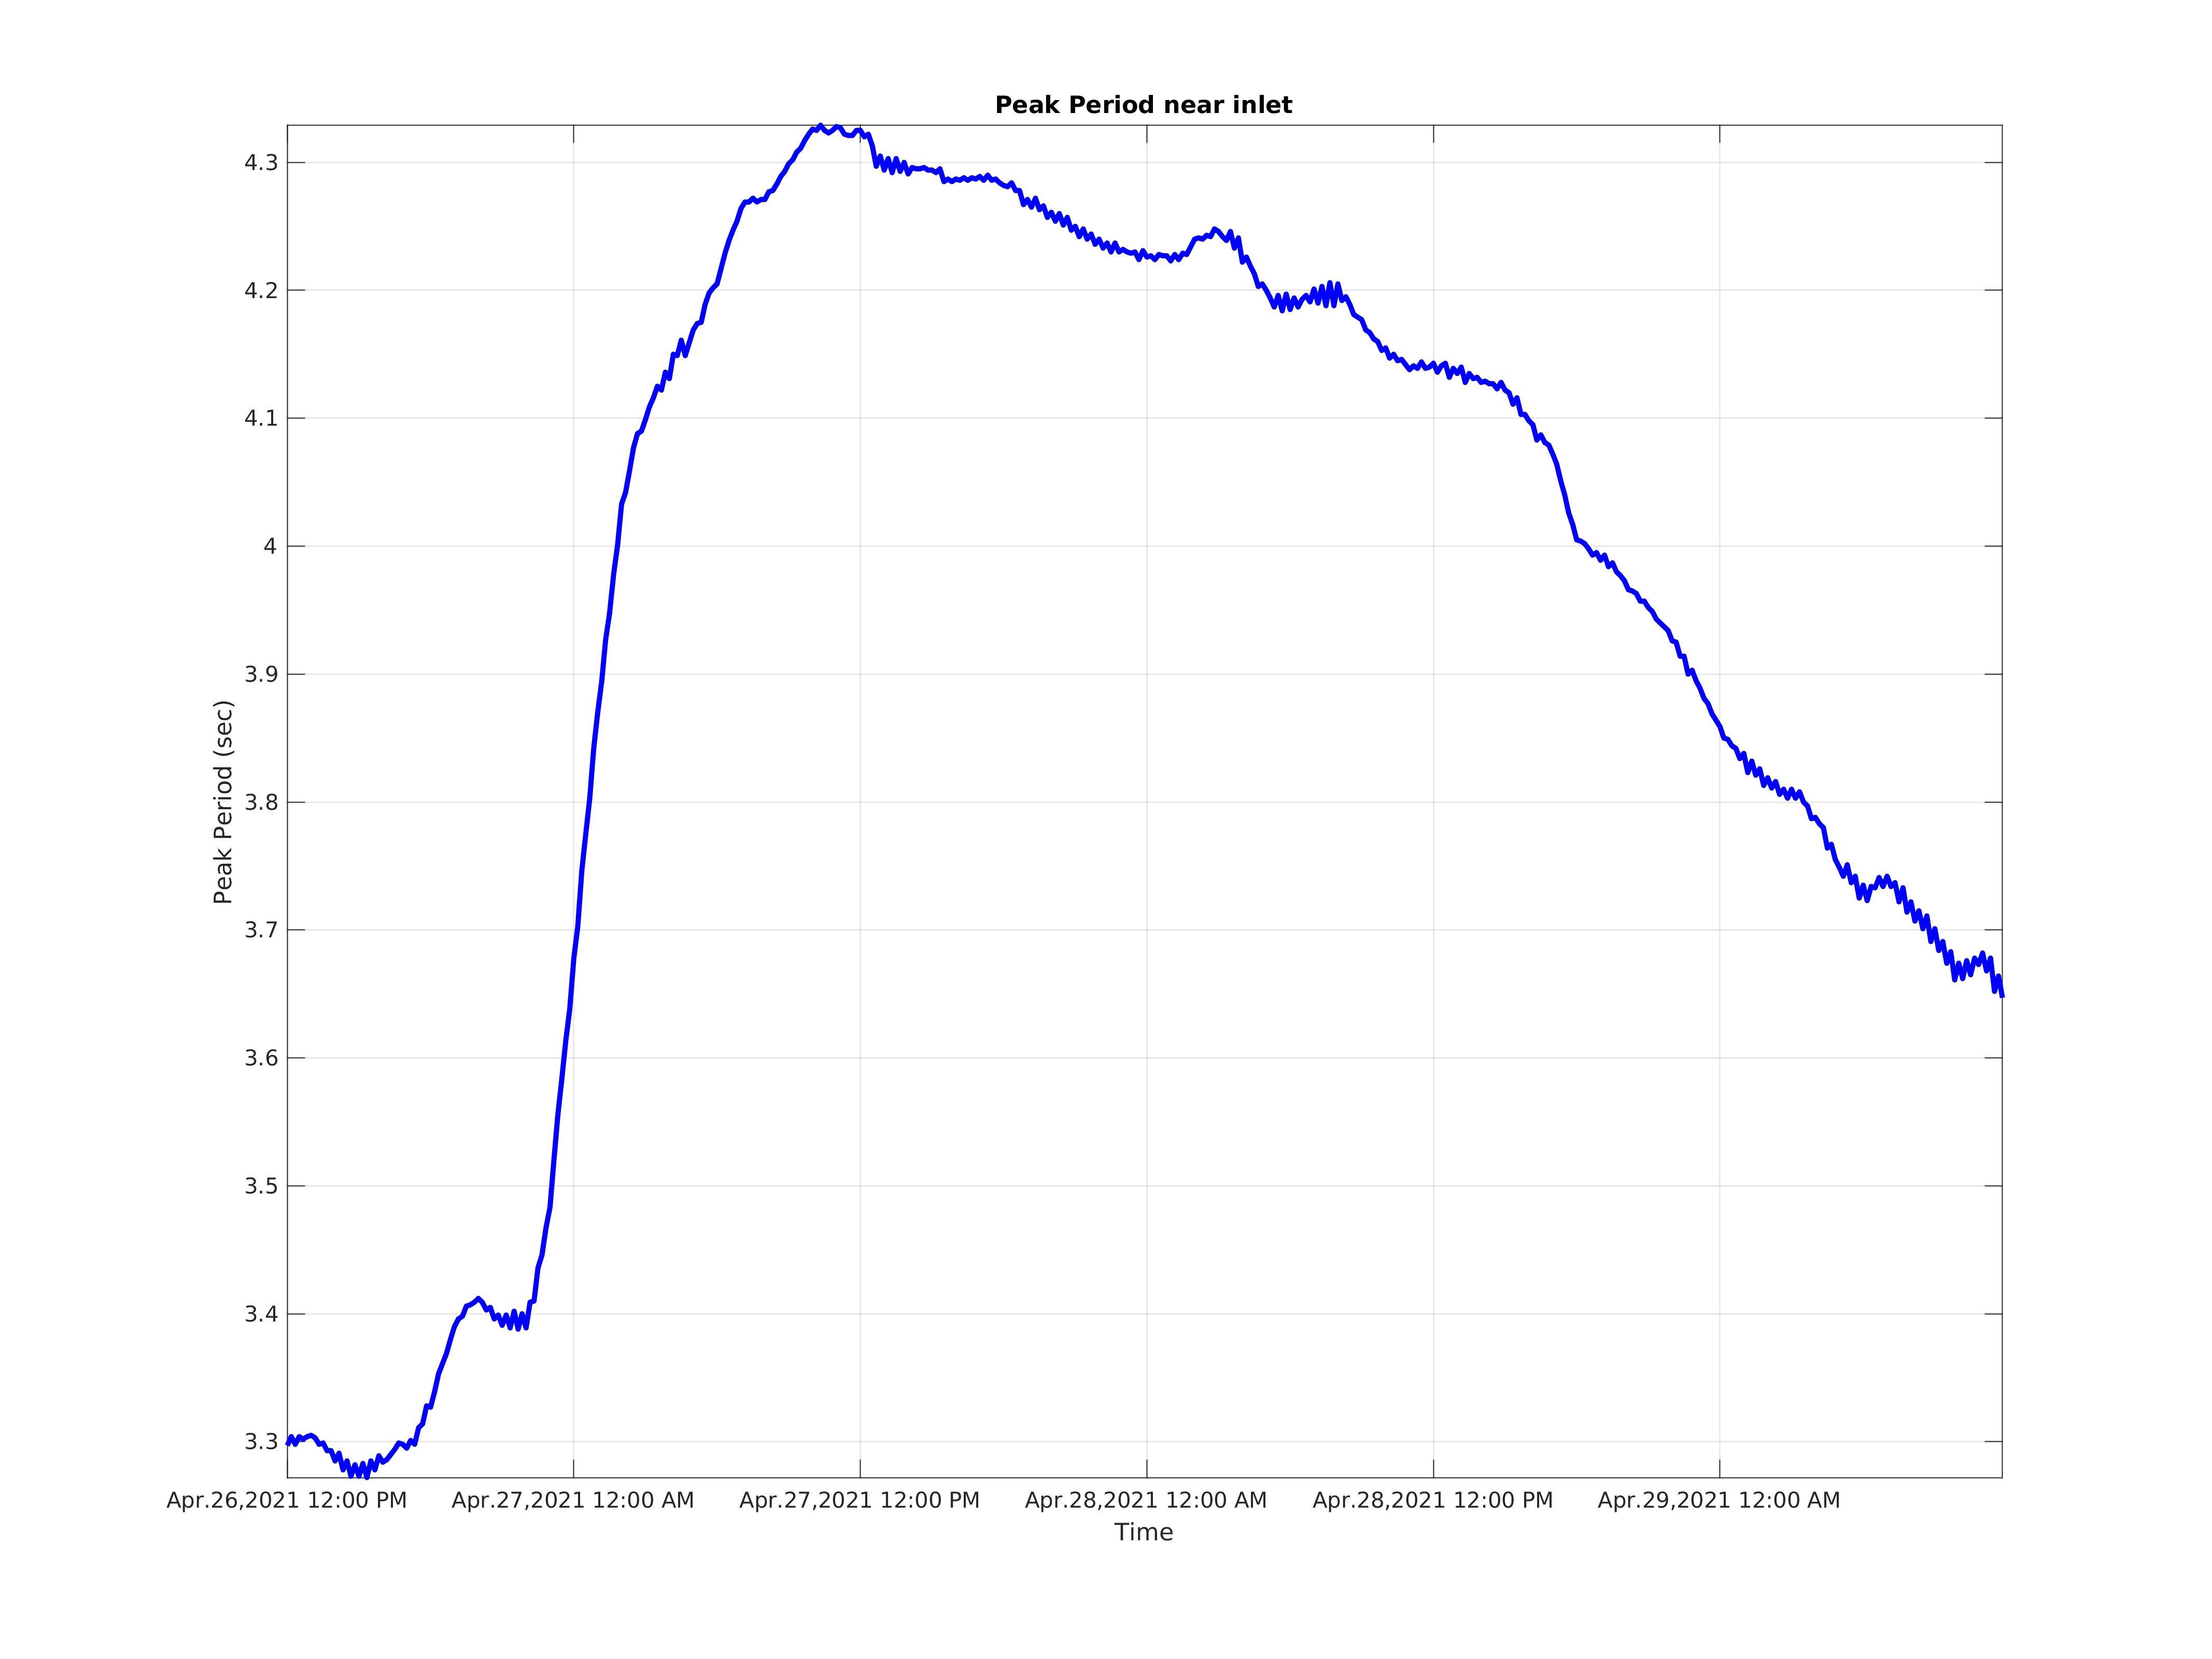 Peak Period near inlet
4.3
4.2
4.1
4
3.9
3.8
3.7
3.6
3.5
3.4
3.3
Peak Period (sec)
Apr.26,2021 12:00 PM
Apr.27,2021 12:00 AM
Apr.27,2021 12:00 PM
Apr.28,2021 12:00 AM
Apr.28,2021 12:00 PM
Apr.29,2021 12:00 AM
Time